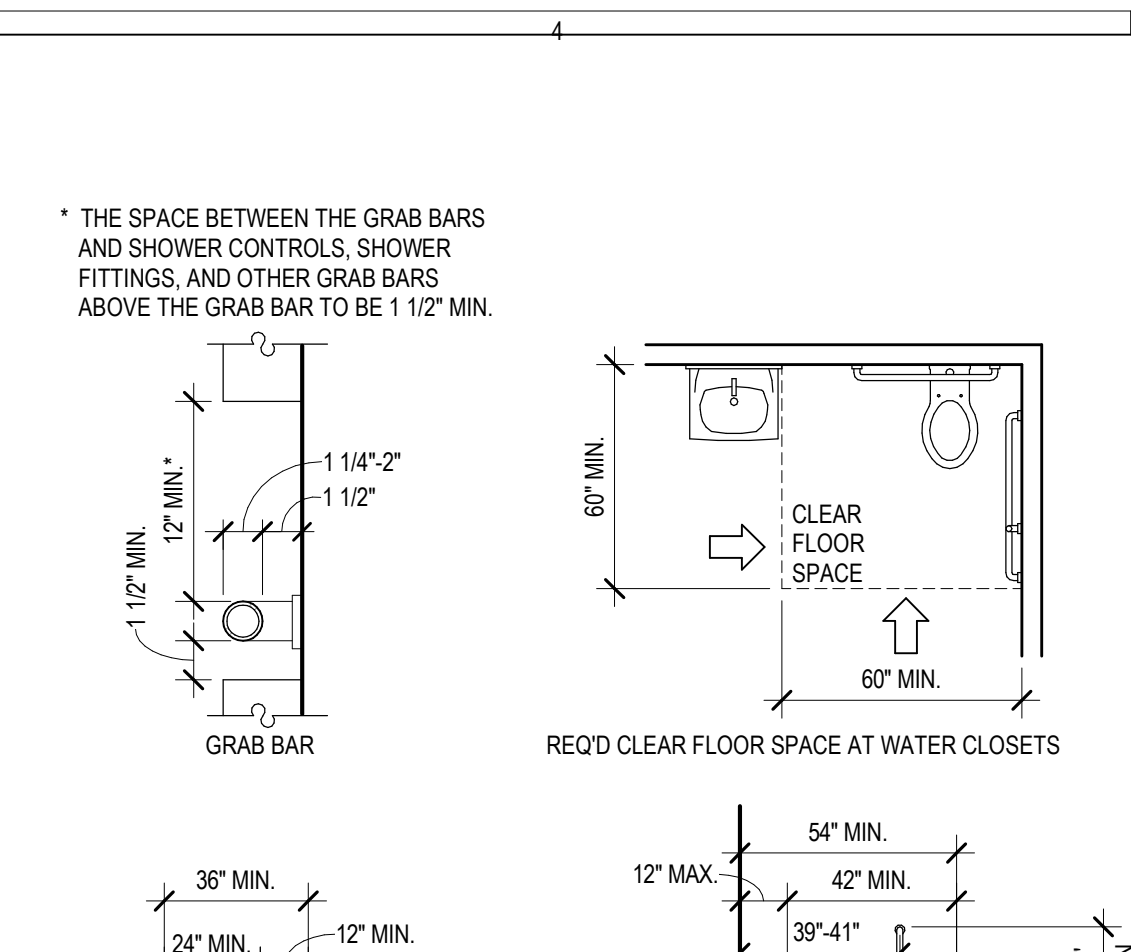 4
* THE SPACE BETWEEN THE GRAB BARS
AND SHOWER CONTROLS, SHOWER
FITTINGS, AND OTHER GRAB BARS
ABOVE THE GRAB BAR TO BE 1 1/2" MIN.
12" MIN.*
1 1/4"-2"
1 1/2"
1 1/2" MIN.
GRAB BAR
60" MIN.
CLEAR
FLOOR
SPACE
60" MIN.
REQ'D CLEAR FLOOR SPACE AT WATER CLOSETS
36" MIN.
24" MIN.
12" MIN.
54" MIN.
12" MAX.
42" MIN.
39"-41"